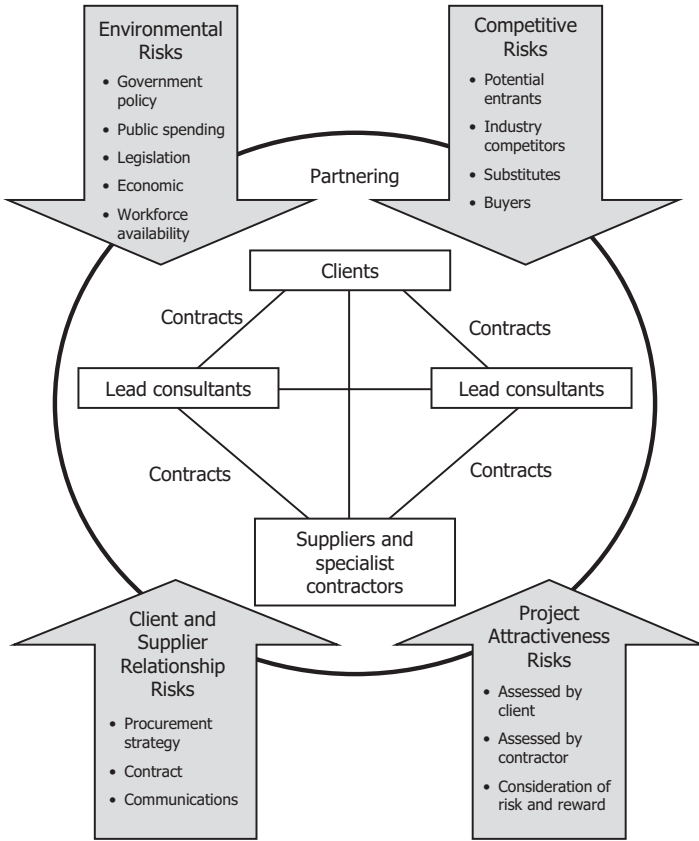 Environmental
Risks
• Government
policy
• Public spending
• Legislation
• Economic
• Workforce
availability
Competitive
Risks
• Potential
entrants
• Industry
competitors
• Substitutes
• Buyers
Partnering
Clients
Contracts
Contracts
Lead consultants
Lead consultants
Contracts
Contracts
Suppliers and
specialist
contractors
Client and
Supplier
Relationship
Risks
• Procurement
strategy
• Contract
• Communications
Project
Attractiveness
Risks
• Assessed by
client
• Assessed by
contractor
• Consideration of
risk and reward